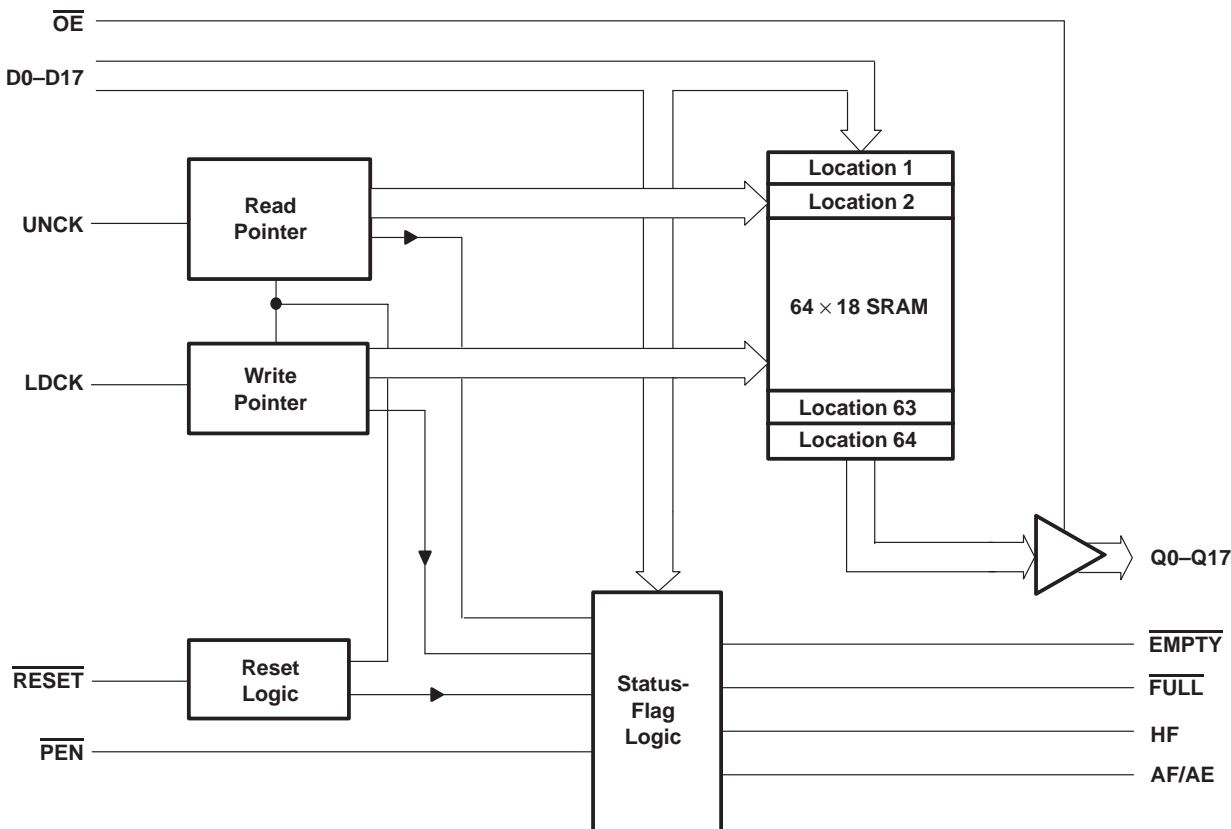 OE
D0–D17
Location 1
Location 2
Read
Pointer
UNCK
64 × 18 SRAM
LDCK
Write
Pointer
Location 63
Location 64
Q0–Q17
RESET
Reset
Logic
PEN
Status-
Flag
Logic
EMPTY
FULL
HF
AF/AE